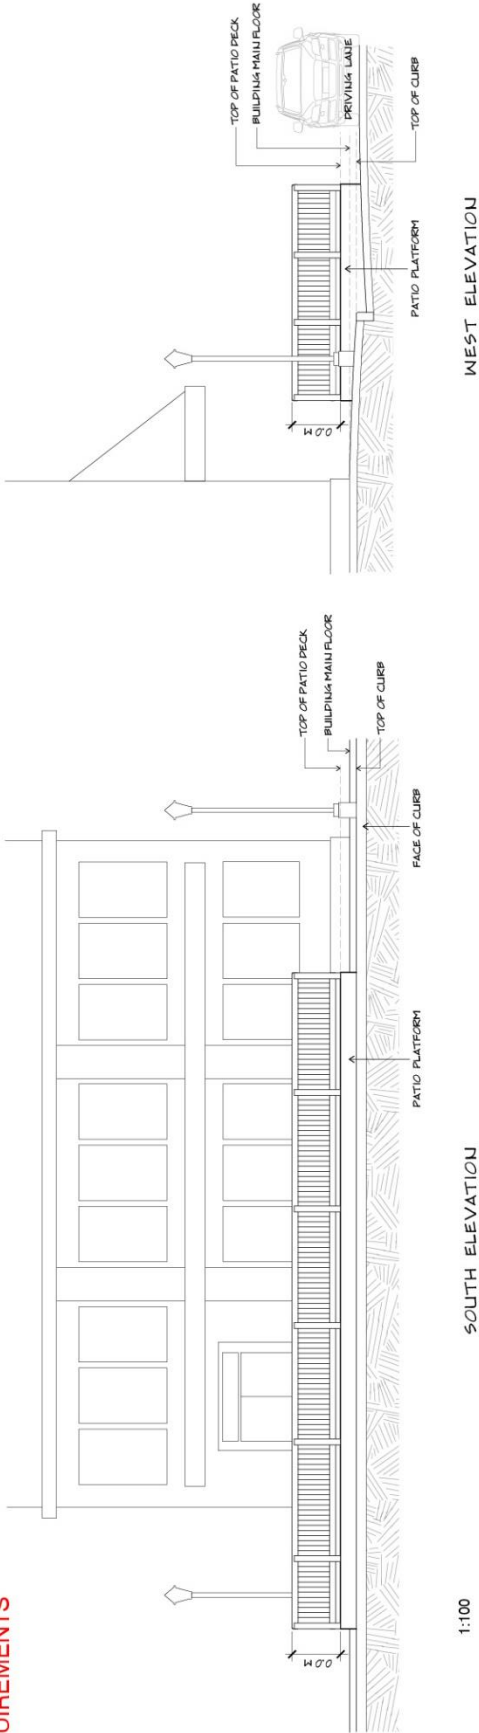 UIREMENTS
0.0 M
TOP OF PATIO DECK
BUILDING MAIN FLOOR
TOP OF CURB
PATIO PLATFORM
FACE OF CURB
1:100
SOUTH ELEVATION
0.0 M
TOP OF PATIO DECK
BUILDING MAIN FLOOR
DRIVING LANE
TOP OF CURB
PATIO PLATFORM
WEST ELEVATION